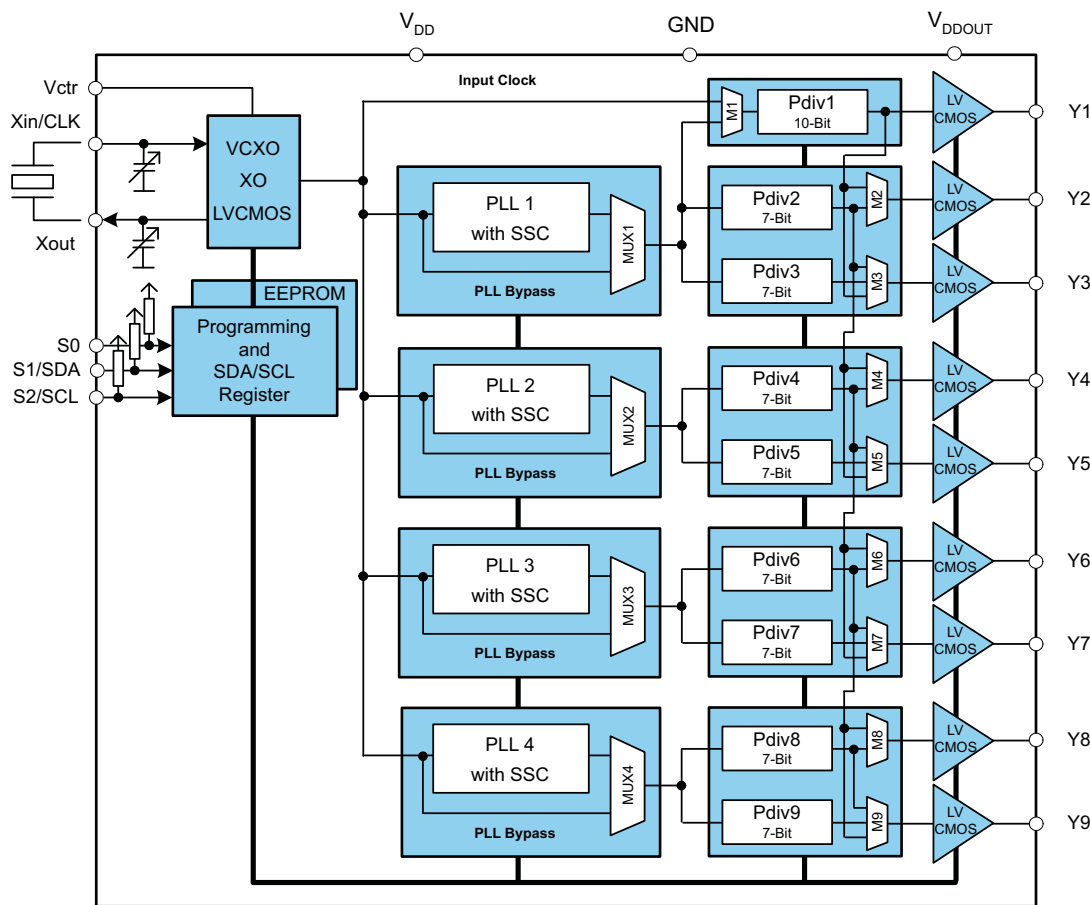 VDD
GND
VDDOUT
Vctr
Input Clock
Xin/CLK
VCXO
XO
LVCMOS
Xout
EEPROM
Programming
and
SDA/SCL
Register
S0
S1/SDA
S2/SCL
M1
Pdiv1
10-Bit
LV
CMOS
Y1
PLL 1
with SSC
MUX1
PLL Bypass
Pdiv2
7-Bit
M2
LV
CMOS
Y2
Pdiv3
7-Bit
M3
LV
CMOS
Y3
PLL 2
with SSC
MUX2
PLL Bypass
Pdiv4
7-Bit
M4
LV
CMOS
Y4
Pdiv5
7-Bit
M5
LV
CMOS
Y5
PLL 3
with SSC
MUX3
PLL Bypass
Pdiv6
7-Bit
M6
LV
CMOS
Y6
Pdiv7
7-Bit
M7
LV
CMOS
Y7
PLL 4
with SSC
MUX4
PLL Bypass
Pdiv8
7-Bit
M8
LV
CMOS
Y8
Pdiv9
7-Bit
M9
LV
CMOS
Y9